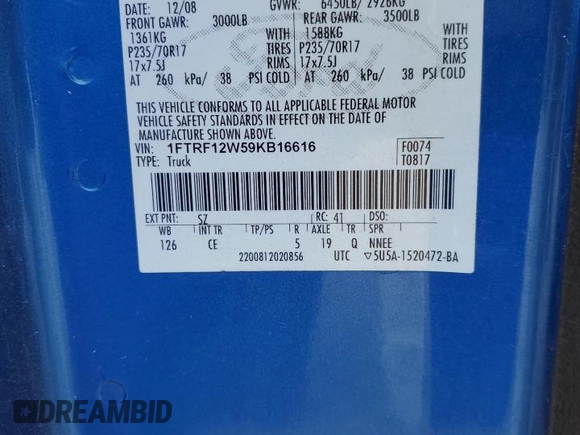 DATE: 12/08 GVWR: 6450LB/ 2926KG
FRONT GAWR: 3000LB REAR GAWR: 3500LB
1361KG WITH 1588KG WITH
P235/70R17 TIRES P235/70R17 TIRES
17x7.5J RIMS 17x7.5J RIMS
AT 260 kPa/ 38 PSI COLD AT 260 kPa/ 38 PSI COLD
THIS VEHICLE CONFORMS TO ALL APPLICABLE FEDERAL MOTOR
VEHICLE SAFETY STANDARDS IN EFFECT ON THE DATE OF
MANUFACTURE SHOWN ABOVE.
VIN: 1FTRF12W59KB16616 F0074
TYPE: Truck T0817
EXT PNT: SZ RC: 41 DSO:
WB INT TR TP/PS R AXLE TR SPR
126 CE 5 19 Q NNEE
2200812020856 UTC ▽5U5A-1520472-BA
DREAMBID